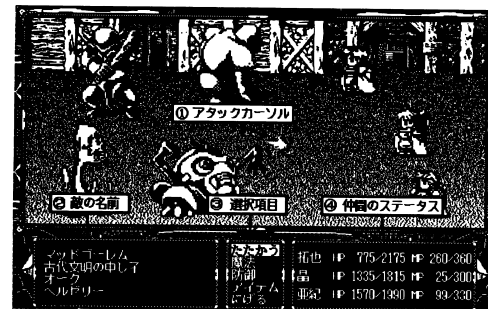 ① アタックカーソル
② 敵の名前
③ 選択項目
④ 仲間のステータス
マッドゴーレム
古代文明の申し子
オーク
ヘルドリー
たたかう
魔法
防御
アイテム
にげる
拓也 HP 775/2175 MP 260/360
晶 HP 1335/1815 MP 25/300
亜紀 HP 1570/1990 MP 99/330